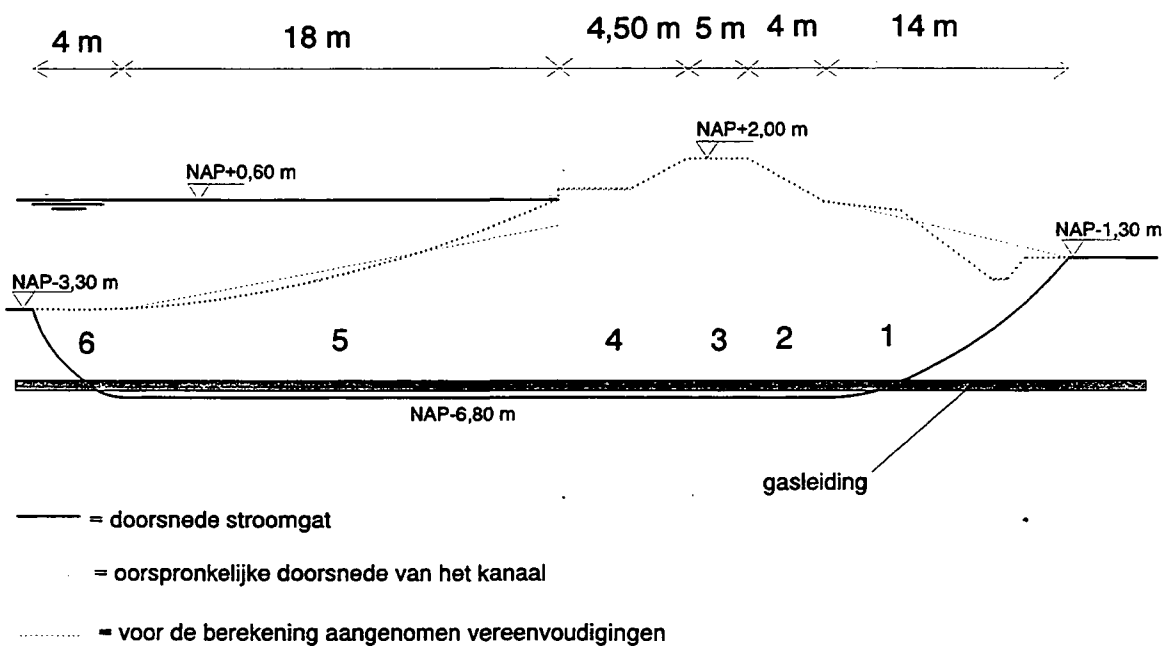 4 m 18 m 4,50 m 5 m 4 m 14 m
NAP+2,00 m
NAP+0,60 m
NAP-1,30 m
NAP-3,30 m
6 5 4 3 2 1
NAP-6,80 m
gasleiding
= doorsnede stroomgat
= oorspronkelijke doorsnede van het kanaal
= voor de berekening aangenomen vereenvoudigingen